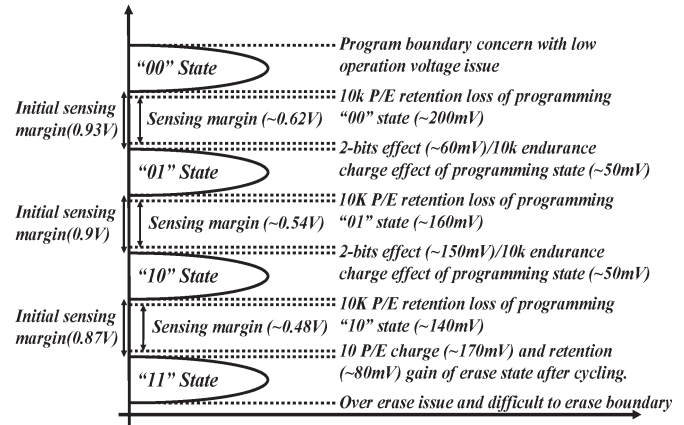 Program boundary concern with low
operation voltage issue
“00” State
10k P/E retention loss of programming
“00” state (~200mV)
Initial sensing
margin(0.93V)
Sensing margin (~0.62V)
2-bits effect (~60mV)/10k endurance
charge effect of programming state (~50mV)
“01” State
10K P/E retention loss of programming
“01” state (~160mV)
Initial sensing
margin(0.9V)
Sensing margin (~0.54V)
2-bits effect (~150mV)/10k endurance
charge effect of programming state (~50mV)
“10” State
10K P/E retention loss of programming
“10” state (~140mV)
Initial sensing
margin(0.87V)
Sensing margin (~0.48V)
10 P/E charge (~170mV) and retention
(~80mV) gain of erase state after cycling.
“11” State
Over erase issue and difficult to erase boundary